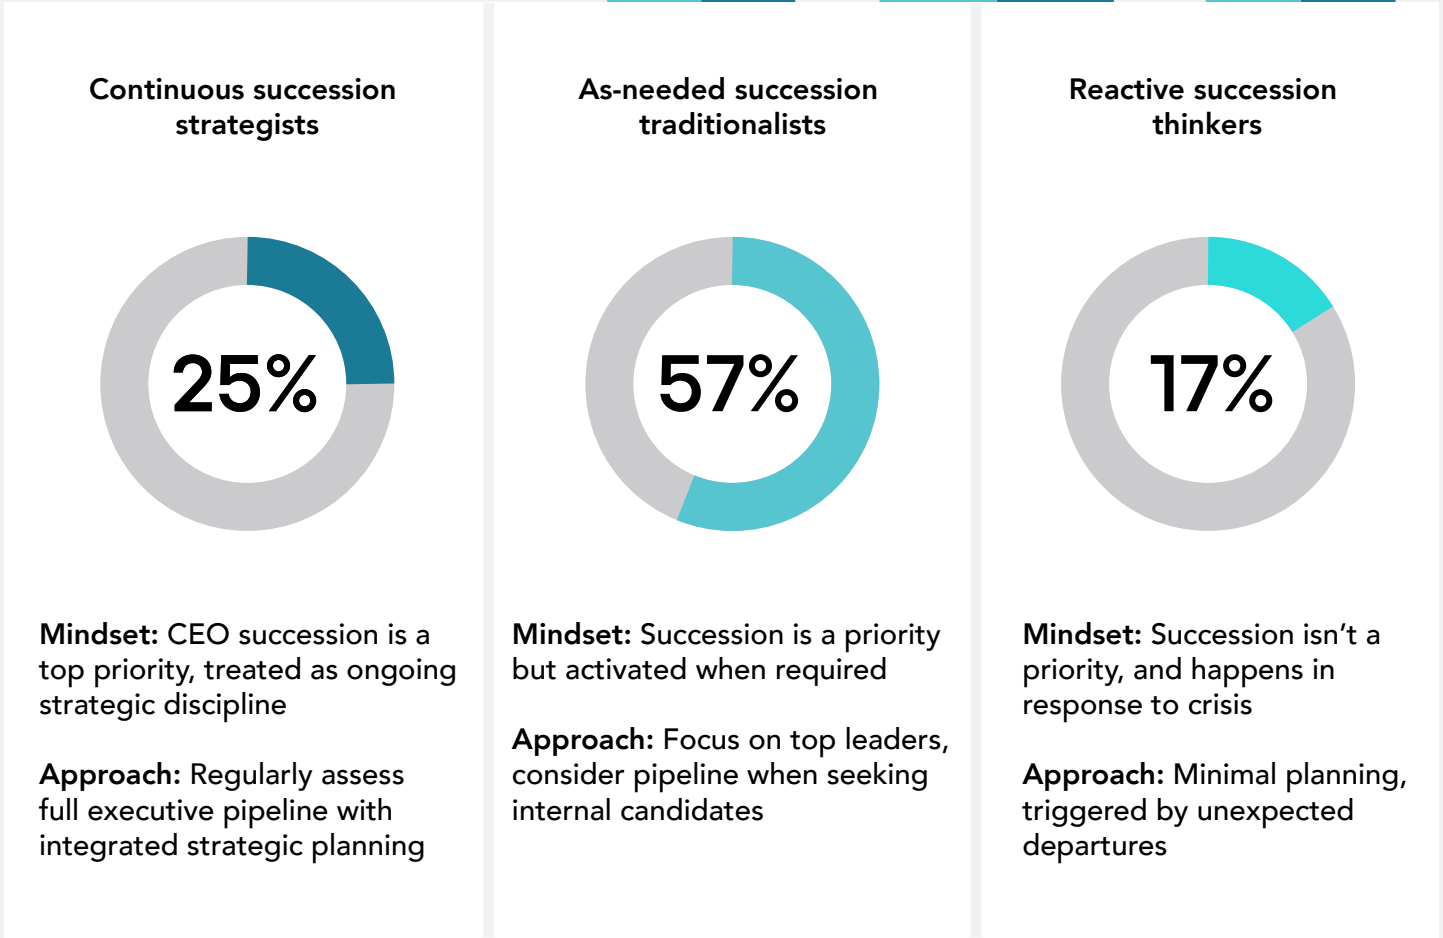 Continuous succession
strategists
25%
Mindset: CEO succession is a
top priority, treated as ongoing
strategic discipline
Approach: Regularly assess
full executive pipeline with
integrated strategic planning
As-needed succession
traditionalists
57%
Mindset: Succession is a priority
but activated when required
Approach: Focus on top leaders,
consider pipeline when seeking
internal candidates
Reactive succession
thinkers
17%
Mindset: Succession isn’t a
priority, and happens in
response to crisis
Approach: Minimal planning,
triggered by unexpected
departures